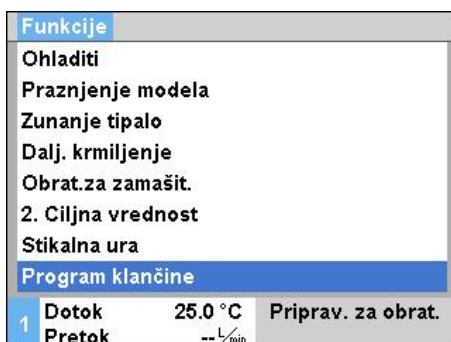 Funkcije
Ohladiti
Praznjenje modela
Zunanje tipalo
Dalj. krmiljenje
Obrat.za zamašit.
2. Ciljna vrednost
Stikalna ura
Program klančine
1 Dotok 25.0 °C Priprav. za obrat.
Pretok -- L/min